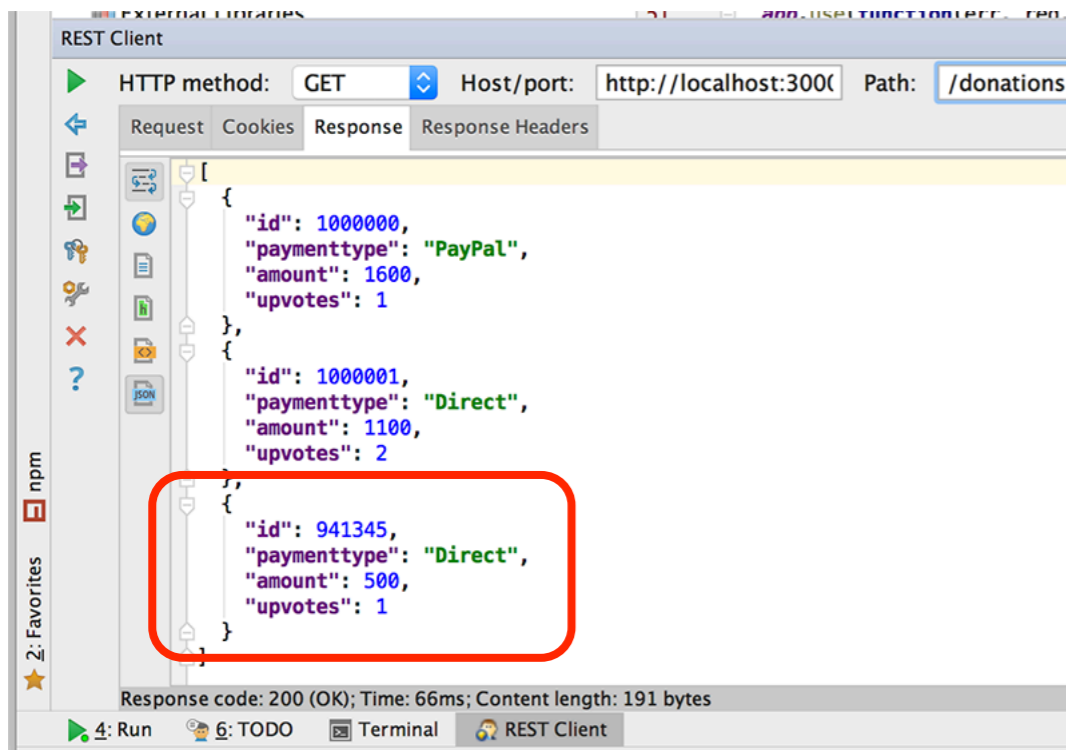 External Libraries
51 app.use(function(err, req,
REST Client
HTTP method: GET Host/port: http://localhost:300 Path: /donations
Request Cookies Response Response Headers
[
{
"id": 1000000,
"paymenttype": "PayPal",
"amount": 1600,
"upvotes": 1
},
{
"id": 1000001,
"paymenttype": "Direct",
"amount": 1100,
"upvotes": 2
},
{
"id": 941345,
"paymenttype": "Direct",
"amount": 500,
"upvotes": 1
}
]
JSON
npm
2: Favorites
Response code: 200 (OK); Time: 66ms; Content length: 191 bytes
4: Run 6: TODO Terminal REST Client